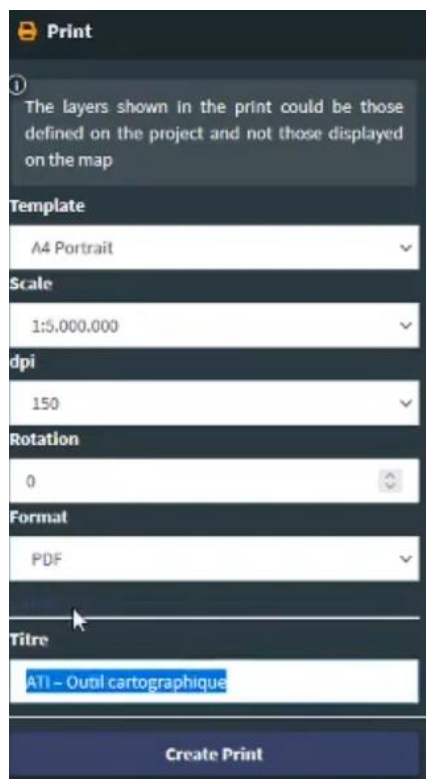 Print
The layers shown in the print could be those
defined on the project and not those displayed
on the map
Template
A4 Portrait
Scale
1:5.000.000
dpi
150
Rotation
0
Format
PDF
Titre
ATI – Outil cartographique
Create Print